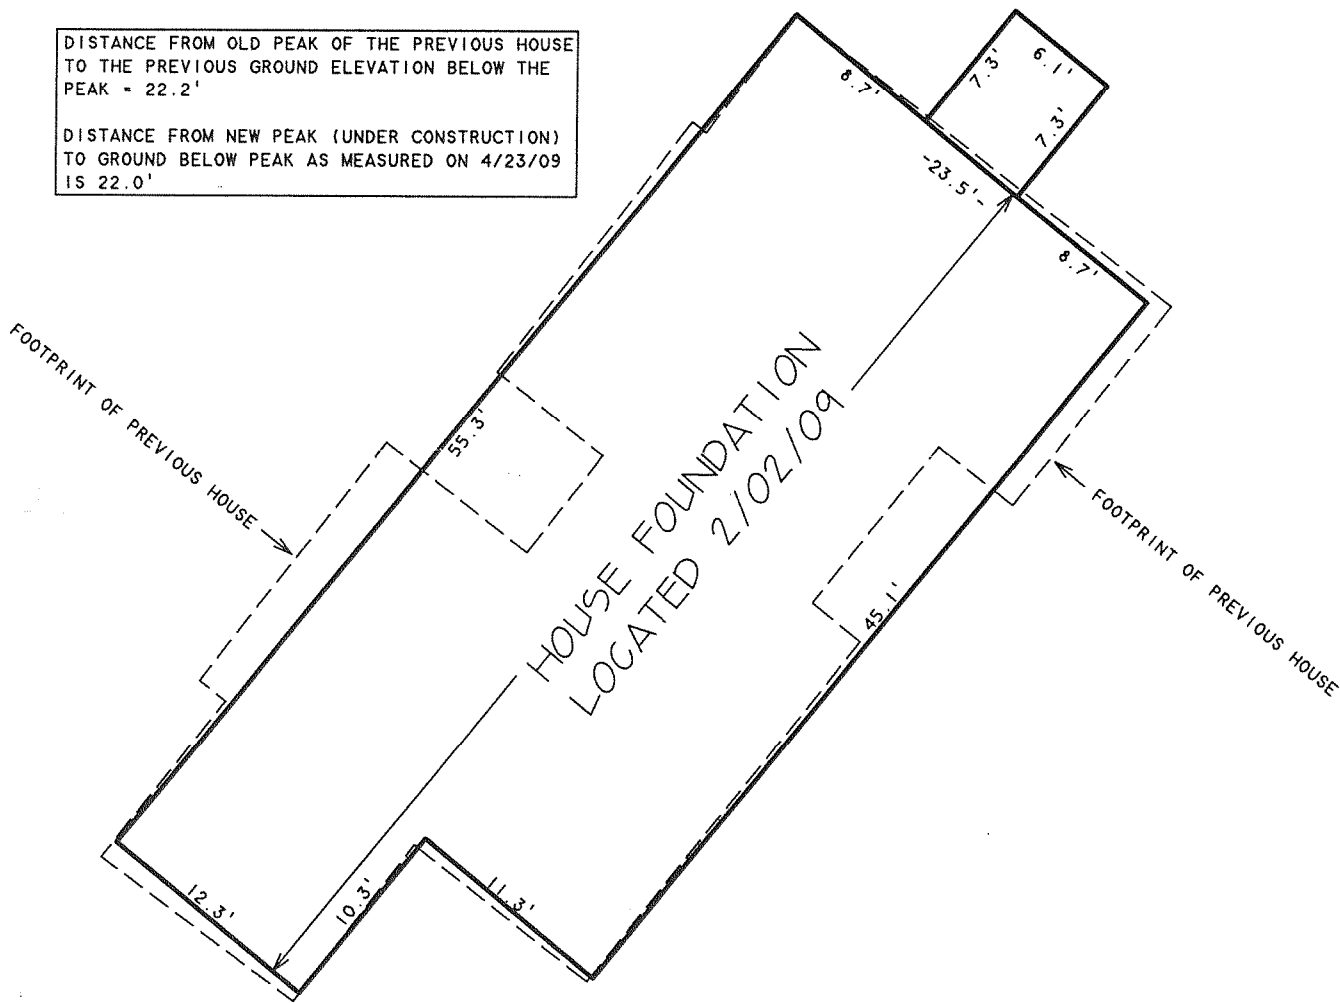 DISTANCE FROM OLD PEAK OF THE PREVIOUS HOUSE
TO THE PREVIOUS GROUND ELEVATION BELOW THE
PEAK = 22.2'
DISTANCE FROM NEW PEAK (UNDER CONSTRUCTION)
TO GROUND BELOW PEAK AS MEASURED ON 4/23/09
IS 22.0'
8.7'
7.3'
6.1'
7.3'
-23.5'-
8.7'
FOOTPRINT OF PREVIOUS HOUSE
55.3'
HOUSE FOUNDATION
LOCATED 2/02/09
45.1'
FOOTPRINT OF PREVIOUS HOUSE
12.3'
10.3'
11.3'